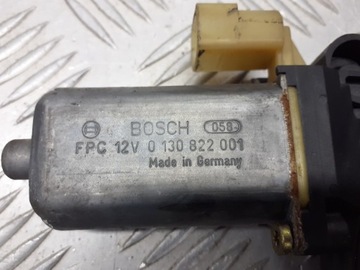 BOSCH 058
FPG 12V 0 130 822 001
Made in Germany